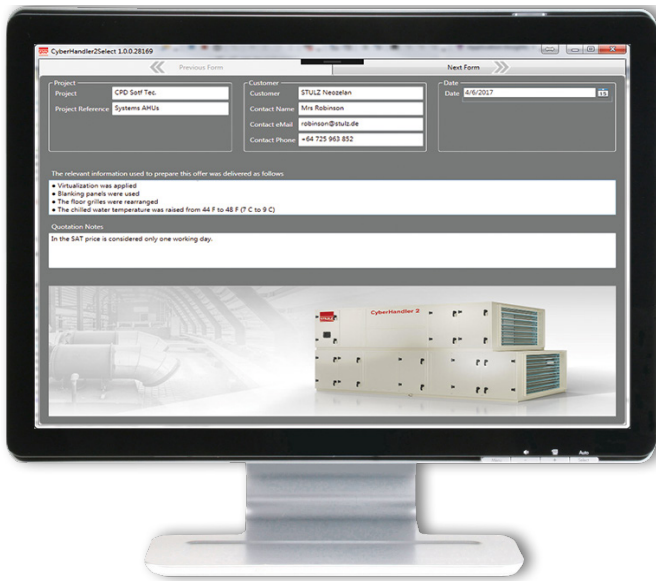 CyberHandler2Select 1.0.0.28169
Previous Form
Next Form
Project
Project CPD Satf Tec.
Project Reference Systems AHUs
Customer
Customer STULZ Neozelan
Contact Name Mrs Robinson
Contact eMail robinson@stulz.de
Contact Phone +64 725 963 852
Date
Date 4/6/2017
15
The relevant information used to prepare this offer was delivered as follows
• Virtualization was applied
• Blanking panels were used
• The floor grilles were rearranged
• The chilled water temperature was raised from 44 F to 48 F (7 C to 9 C)
Quotation Notes
In the SAT price is considered only one working day.
STULZ
CyberHandler 2
Auto